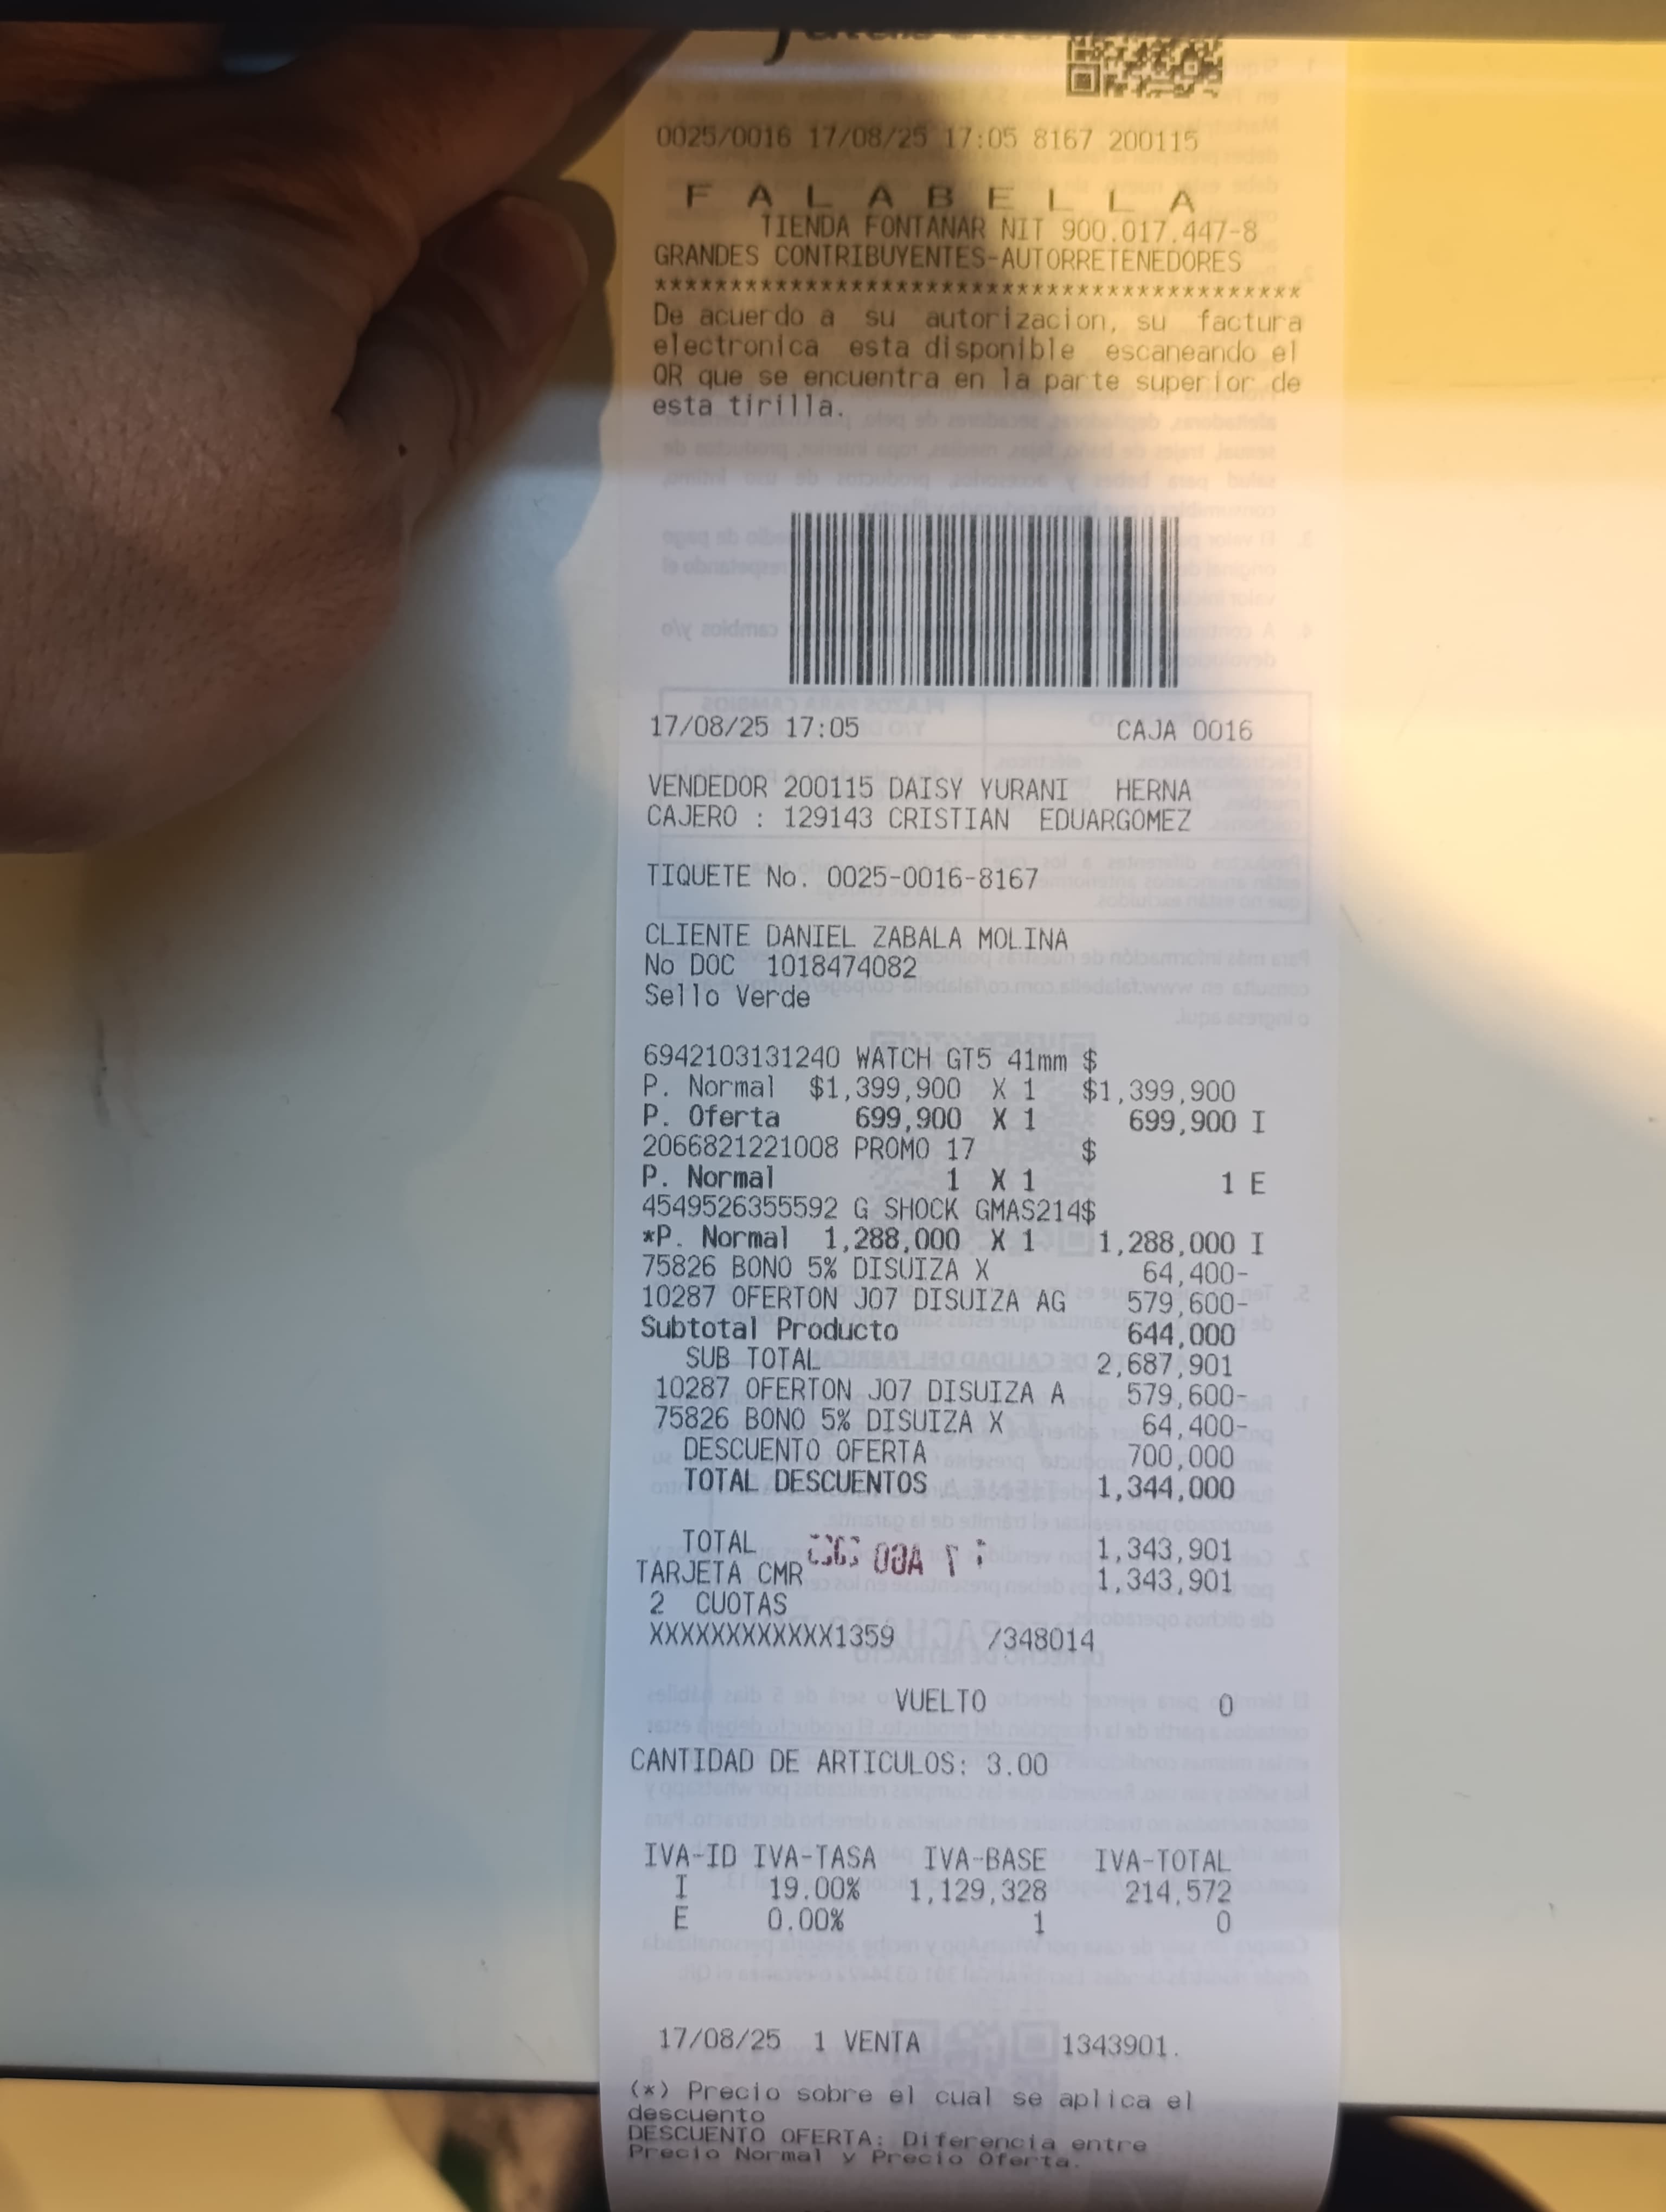 0025/0016 17/08/25 17:05 8167 200115
F A L A B E L L A
TIENDA FONTANAR NIT 900.017.447-8
GRANDES CONTRIBUYENTES-AUTORRETENEDORES
*******************************************
De acuerdo a su autorizacion, su factura
electronica esta disponible escaneando el
QR que se encuentra en la parte superior de
esta tirilla.
17/08/25 17:05 CAJA 0016
VENDEDOR 200115 DAISY YURANI HERNA
CAJERO : 129143 CRISTIAN EDUARGOMEZ
TIQUETE No. 0025-0016-8167
CLIENTE DANIEL ZABALA MOLINA
No DOC 1018474082
Sello Verde
6942103131240 WATCH GT5 41mm $
P. Normal $1,399,900 X 1 $1,399,900
P. Oferta 699,900 X 1 699,900 I
2066821221008 PROMO 17 $
P. Normal 1 X 1 1 E
4549526355592 G SHOCK GMAS214$
*P. Normal 1,288,000 X 1 1,288,000 I
75826 BONO 5% DISUIZA X 64,400-
10287 OFERTON J07 DISUIZA AG 579,600-
Subtotal Producto 644,000
SUB TOTAL 2,687,901
10287 OFERTON J07 DISUIZA A 579,600-
75826 BONO 5% DISUIZA X 64,400-
DESCUENTO OFERTA 700,000
TOTAL DESCUENTOS 1,344,000
TOTAL 1,343,901
TARJETA CMR 1,343,901
2 CUOTAS
XXXXXXXXXXXX1359 /348014
VUELTO 0
CANTIDAD DE ARTICULOS: 3.00
IVA-ID IVA-TASA IVA-BASE IVA-TOTAL
I 19.00% 1,129,328 214,572
E 0.00% 1 0
17/08/25 1 VENTA 1343901.
(*) Precio sobre el cual se aplica el
descuento
DESCUENTO OFERTA: Diferencia entre
Precio Normal y Precio Oferta.